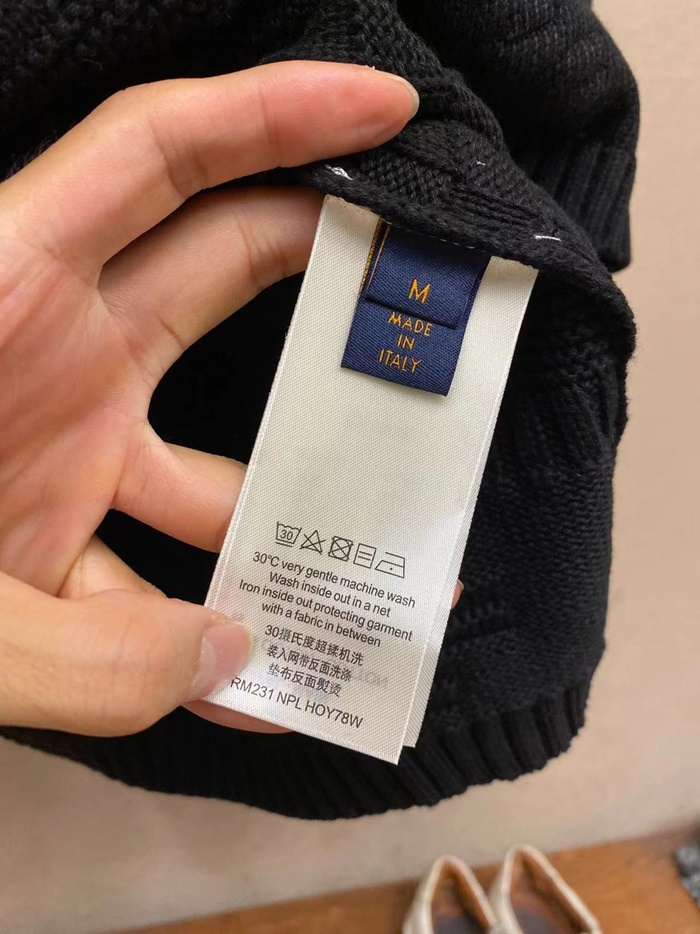 M
MADE
IN
ITALY
30
30°C very gentle machine wash
Wash inside out in a net
Iron inside out protecting garment
with a fabric in between
30摄氏度超揉机洗
装入网带反面洗涤
垫布反面熨烫
RM231 NPL HOY78W